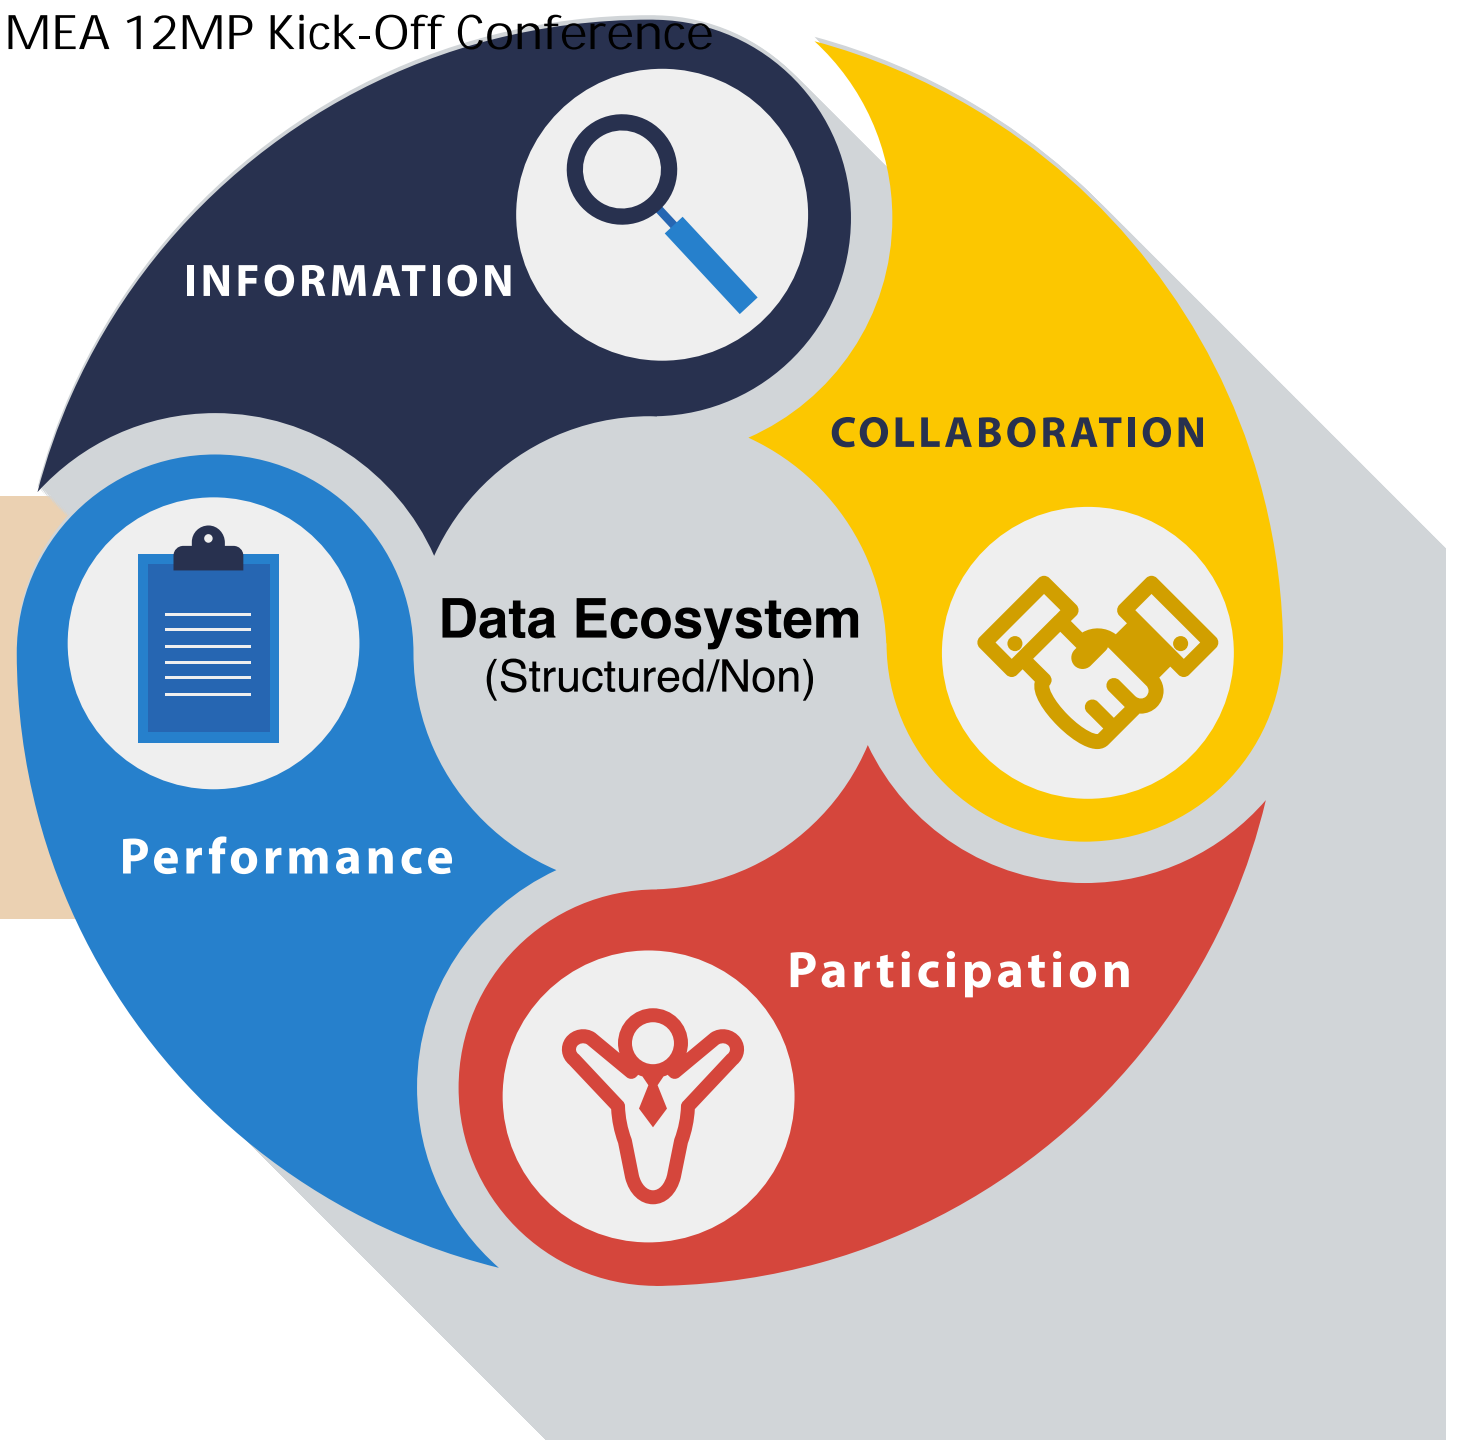 MEA 12MP Kick-Off Conference
INFORMATION
COLLABORATION
Data Ecosystem
(Structured/Non)
Performance
Participation